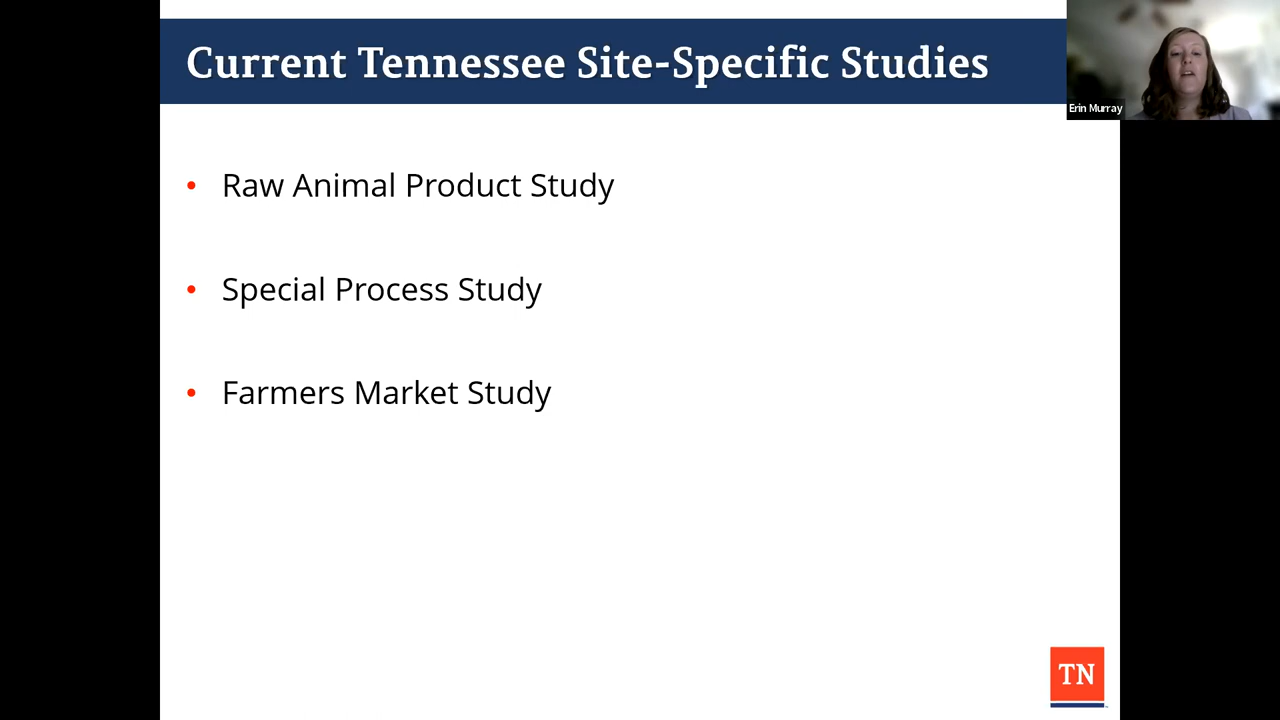 Current Tennessee Site-Specific Studies
Erin Murray
• Raw Animal Product Study
• Special Process Study
• Farmers Market Study
TN